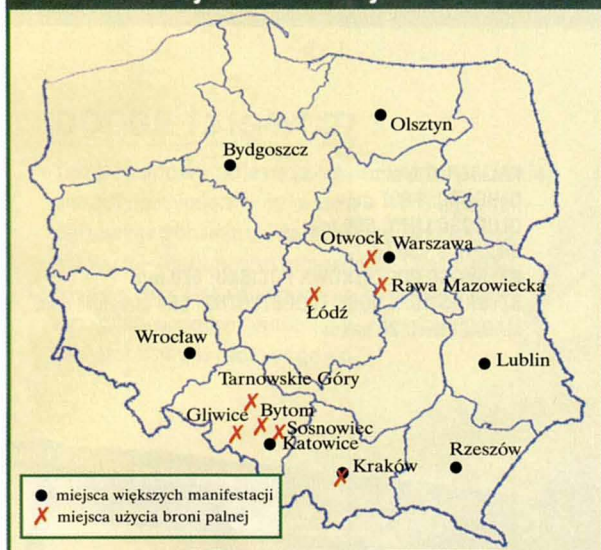 Olsztyn
Bydgoszcz
Otwock
Warszawa
Rawa Mazowiecka
Łódź
Wrocław
Lublin
Tarnowskie Góry
Gliwice
Bytom
Sosnowiec
Katowice
Kraków
Rzeszów
miejsca większych manifestacji
miejsca użycia broni palnej